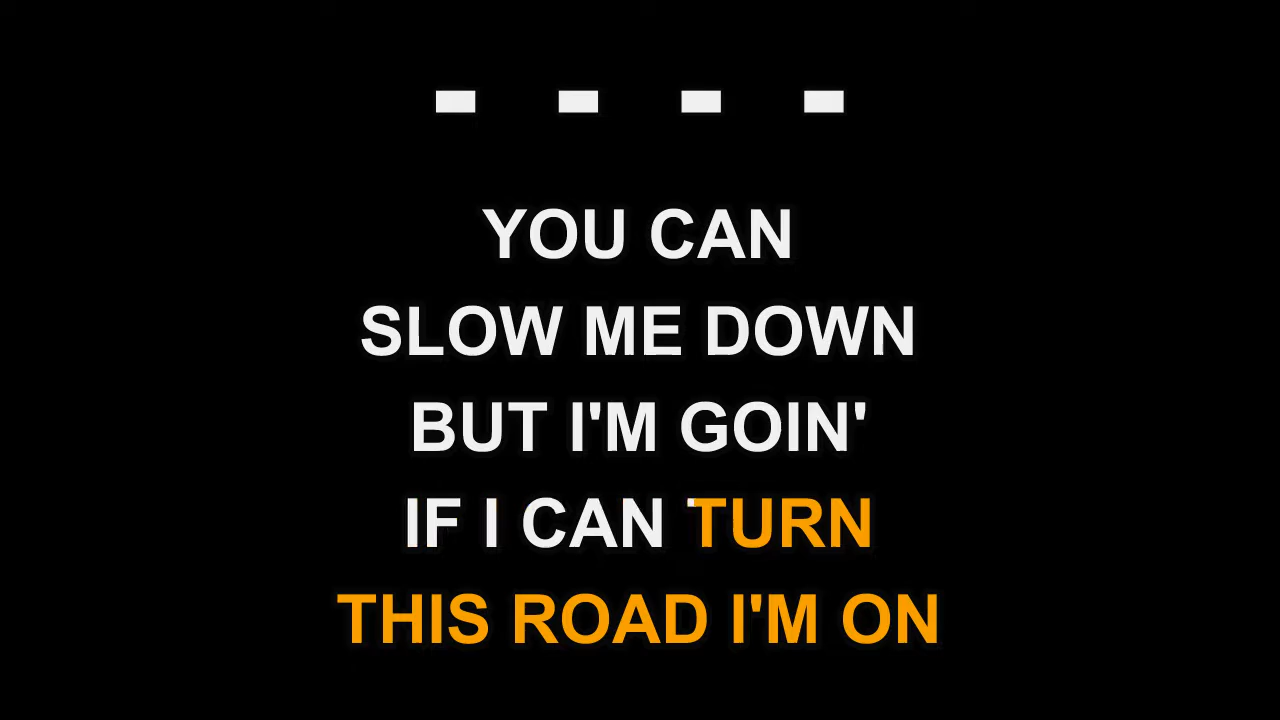 - - - -
YOU CAN
SLOW ME DOWN
BUT I'M GOIN'
IF I CAN TURN
THIS ROAD I'M ON